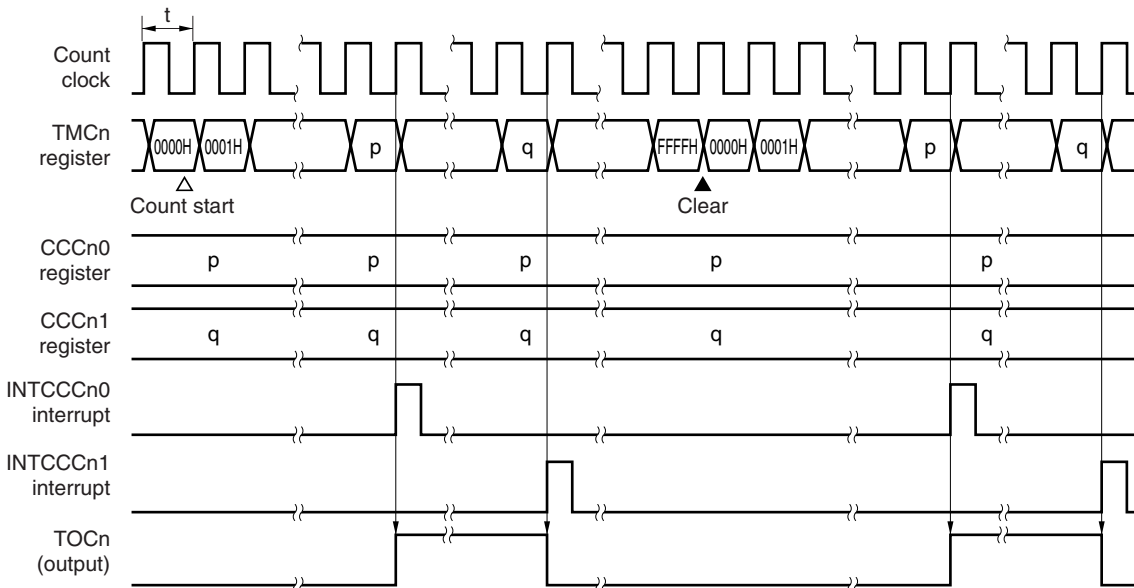 t
Count
clock
TMCn
register
0000H 0001H p q FFFFH 0000H 0001H p q
Count start Clear
CCCn0
register
p p p p p
CCCn1
register
q q q q q
INTCCCn0
interrupt
INTCCCn1
interrupt
TOCn
(output)